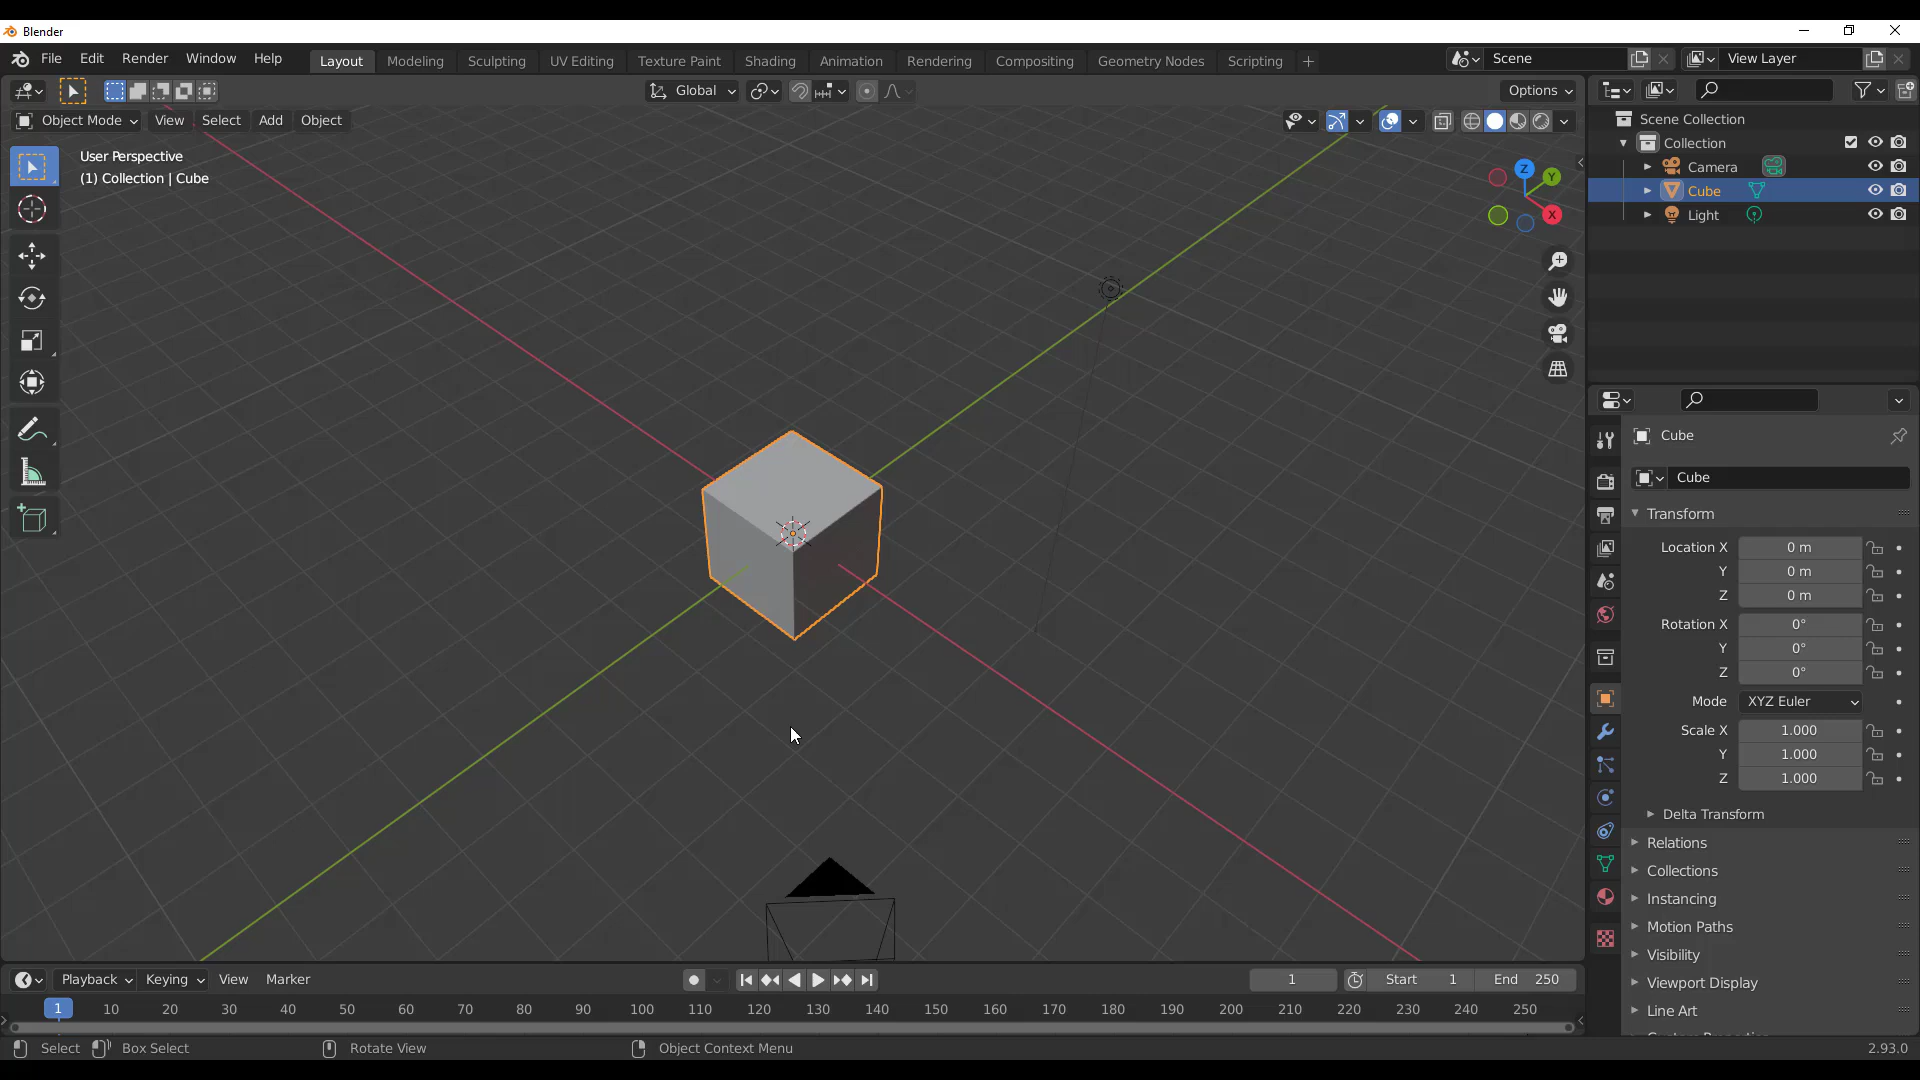 Blender
File Edit Render Window Help Layout Modeling Sculpting UV Editing Texture Paint Shading Animation Rendering Compositing Geometry Nodes Scripting + Scene View Layer
Global Options
Object Mode View Select Add Object
User Perspective
(1) Collection | Cube
Z Y X
Scene Collection
Collection
Camera
Cube
Light
Cube
Cube
Transform
Location X 0 m
Y 0 m
Z 0 m
Rotation X 0°
Y 0°
Z 0°
Mode XYZ Euler
Scale X 1.000
Y 1.000
Z 1.000
Delta Transform
Relations
Collections
Instancing
Motion Paths
Visibility
Viewport Display
Line Art
Playback Keying View Marker 1 Start 1 End 250
1 10 20 30 40 50 60 70 80 90 100 110 120 130 140 150 160 170 180 190 200 210 220 230 240 250
Select Box Select Rotate View Object Context Menu 2.93.0